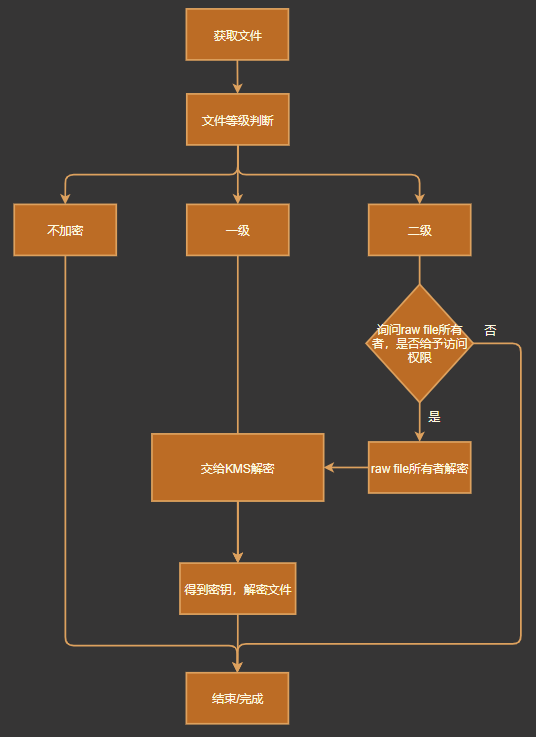 获取文件
文件等级判断
不加密
一级
二级
询问raw file所有
者，是否给予访问
权限
否
是
交给KMS解密
raw file所有者解密
得到密钥，解密文件
结束/完成